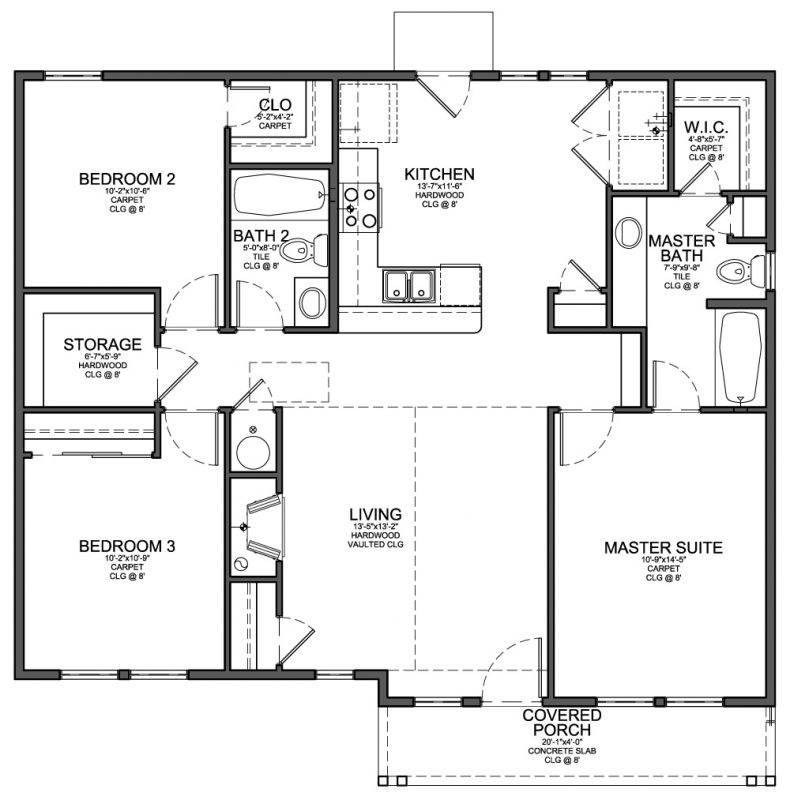 CLO
5'-2"x4'-2"
CARPET
W.I.C.
4'-8"x5'-7"
CARPET
CLG @ 8'
BEDROOM 2
10'-2"x10'-6"
CARPET
CLG @ 8'
KITCHEN
13'-7"x11'-6"
HARDWOOD
CLG @ 8'
BATH 2
5'-0"x8'-0"
TILE
CLG @ 8'
MASTER
BATH
7'-9"x9'-8"
TILE
CLG @ 8'
STORAGE
6'-7"x5'-9"
HARDWOOD
CLG @ 8'
LIVING
13'-5"x13'-2"
HARDWOOD
VAULTED CLG
BEDROOM 3
10'-2"x10'-9"
CARPET
CLG @ 8'
MASTER SUITE
10'-9"x14'-5"
CARPET
CLG @ 8'
COVERED
PORCH
20'-1"x4'-0"
CONCRETE SLAB
CLG @ 8'